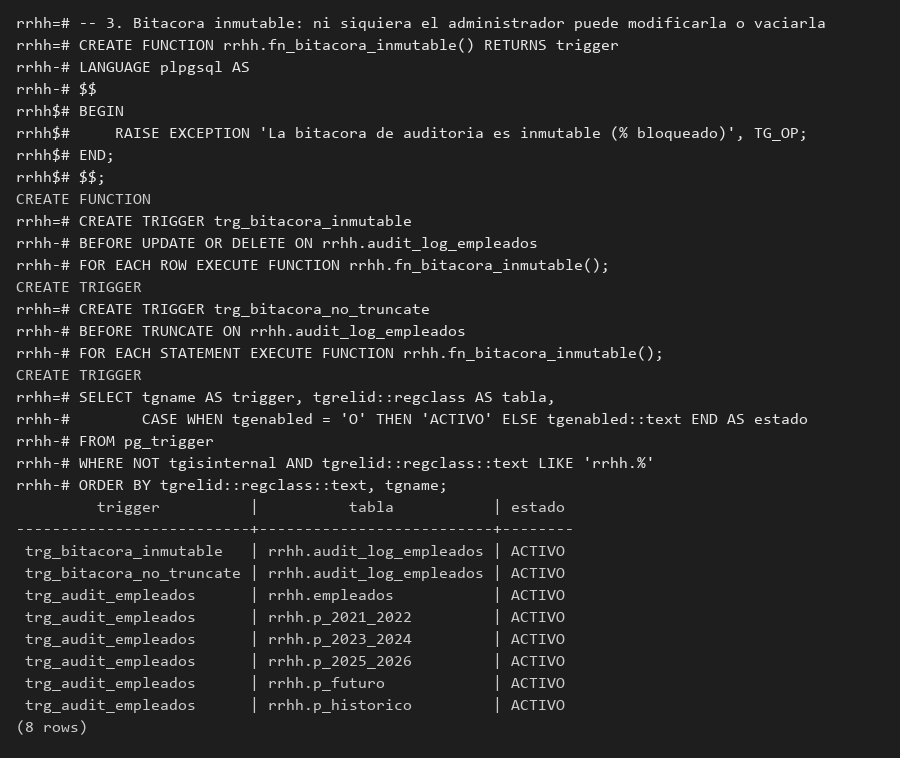 rrhh=# -- 3. Bitacora inmutable: ni siquiera el administrador puede modificarla o vaciarla
rrhh=# CREATE FUNCTION rrhh.fn_bitacora_inmutable() RETURNS trigger
rrhh-# LANGUAGE plpgsql AS
rrhh-# $$
rrhh$# BEGIN
rrhh$#     RAISE EXCEPTION 'La bitacora de auditoria es inmutable (% bloqueado)', TG_OP;
rrhh$# END;
rrhh$# $$;
CREATE FUNCTION
rrhh=# CREATE TRIGGER trg_bitacora_inmutable
rrhh-# BEFORE UPDATE OR DELETE ON rrhh.audit_log_empleados
rrhh-# FOR EACH ROW EXECUTE FUNCTION rrhh.fn_bitacora_inmutable();
CREATE TRIGGER
rrhh=# CREATE TRIGGER trg_bitacora_no_truncate
rrhh-# BEFORE TRUNCATE ON rrhh.audit_log_empleados
rrhh-# FOR EACH STATEMENT EXECUTE FUNCTION rrhh.fn_bitacora_inmutable();
CREATE TRIGGER
rrhh=# SELECT tgname AS trigger, tgrelid::regclass AS tabla,
rrhh-#        CASE WHEN tgenabled = 'O' THEN 'ACTIVO' ELSE tgenabled::text END AS estado
rrhh-# FROM pg_trigger
rrhh-# WHERE NOT tgisinternal AND tgrelid::regclass::text LIKE 'rrhh.%'
rrhh-# ORDER BY tgrelid::regclass::text, tgname;
         trigger          |          tabla           | estado
--------------------------+--------------------------+--------
 trg_bitacora_inmutable   | rrhh.audit_log_empleados | ACTIVO
 trg_bitacora_no_truncate | rrhh.audit_log_empleados | ACTIVO
 trg_audit_empleados      | rrhh.empleados           | ACTIVO
 trg_audit_empleados      | rrhh.p_2021_2022         | ACTIVO
 trg_audit_empleados      | rrhh.p_2023_2024         | ACTIVO
 trg_audit_empleados      | rrhh.p_2025_2026         | ACTIVO
 trg_audit_empleados      | rrhh.p_futuro            | ACTIVO
 trg_audit_empleados      | rrhh.p_historico         | ACTIVO
(8 rows)